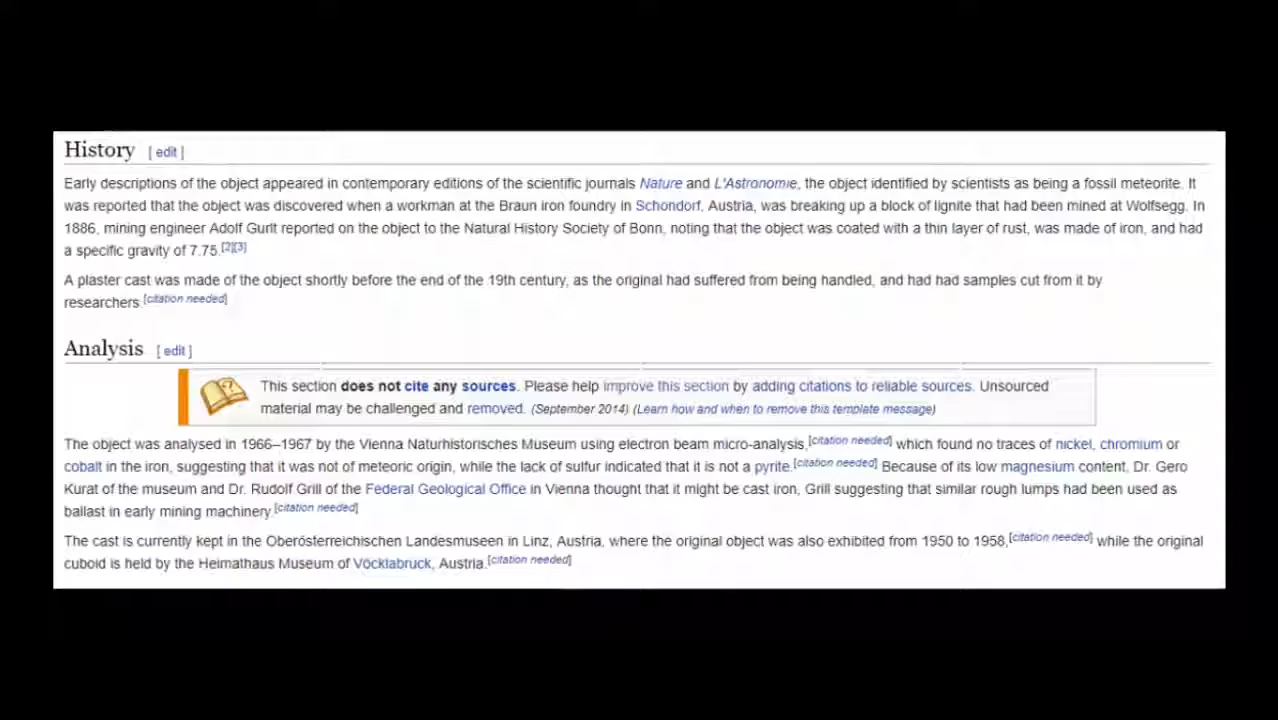 History [ edit ]
Early descriptions of the object appeared in contemporary editions of the scientific journals Nature and L'Astronomie, the object identified by scientists as being a fossil meteorite. It
was reported that the object was discovered when a workman at the Braun iron foundry in Schondorf, Austria, was breaking up a block of lignite that had been mined at Wolfsegg. In
1886, mining engineer Adolf Gurlt reported on the object to the Natural History Society of Bonn, noting that the object was coated with a thin layer of rust, was made of iron, and had
a specific gravity of 7.75.[2][3]
A plaster cast was made of the object shortly before the end of the 19th century, as the original had suffered from being handled, and had had samples cut from it by
researchers.[citation needed]
Analysis [ edit ]
This section does not cite any sources. Please help improve this section by adding citations to reliable sources. Unsourced
material may be challenged and removed. (September 2014) (Learn how and when to remove this template message)
The object was analysed in 1966–1967 by the Vienna Naturhistorisches Museum using electron beam micro-analysis,[citation needed] which found no traces of nickel, chromium or
cobalt in the iron, suggesting that it was not of meteoric origin, while the lack of sulfur indicated that it is not a pyrite.[citation needed] Because of its low magnesium content, Dr. Gero
Kurat of the museum and Dr. Rudolf Grill of the Federal Geological Office in Vienna thought that it might be cast iron, Grill suggesting that similar rough lumps had been used as
ballast in early mining machinery.[citation needed]
The cast is currently kept in the Oberösterreichischen Landesmuseen in Linz, Austria, where the original object was also exhibited from 1950 to 1958,[citation needed] while the original
cuboid is held by the Heimathaus Museum of Vöcklabruck, Austria.[citation needed]